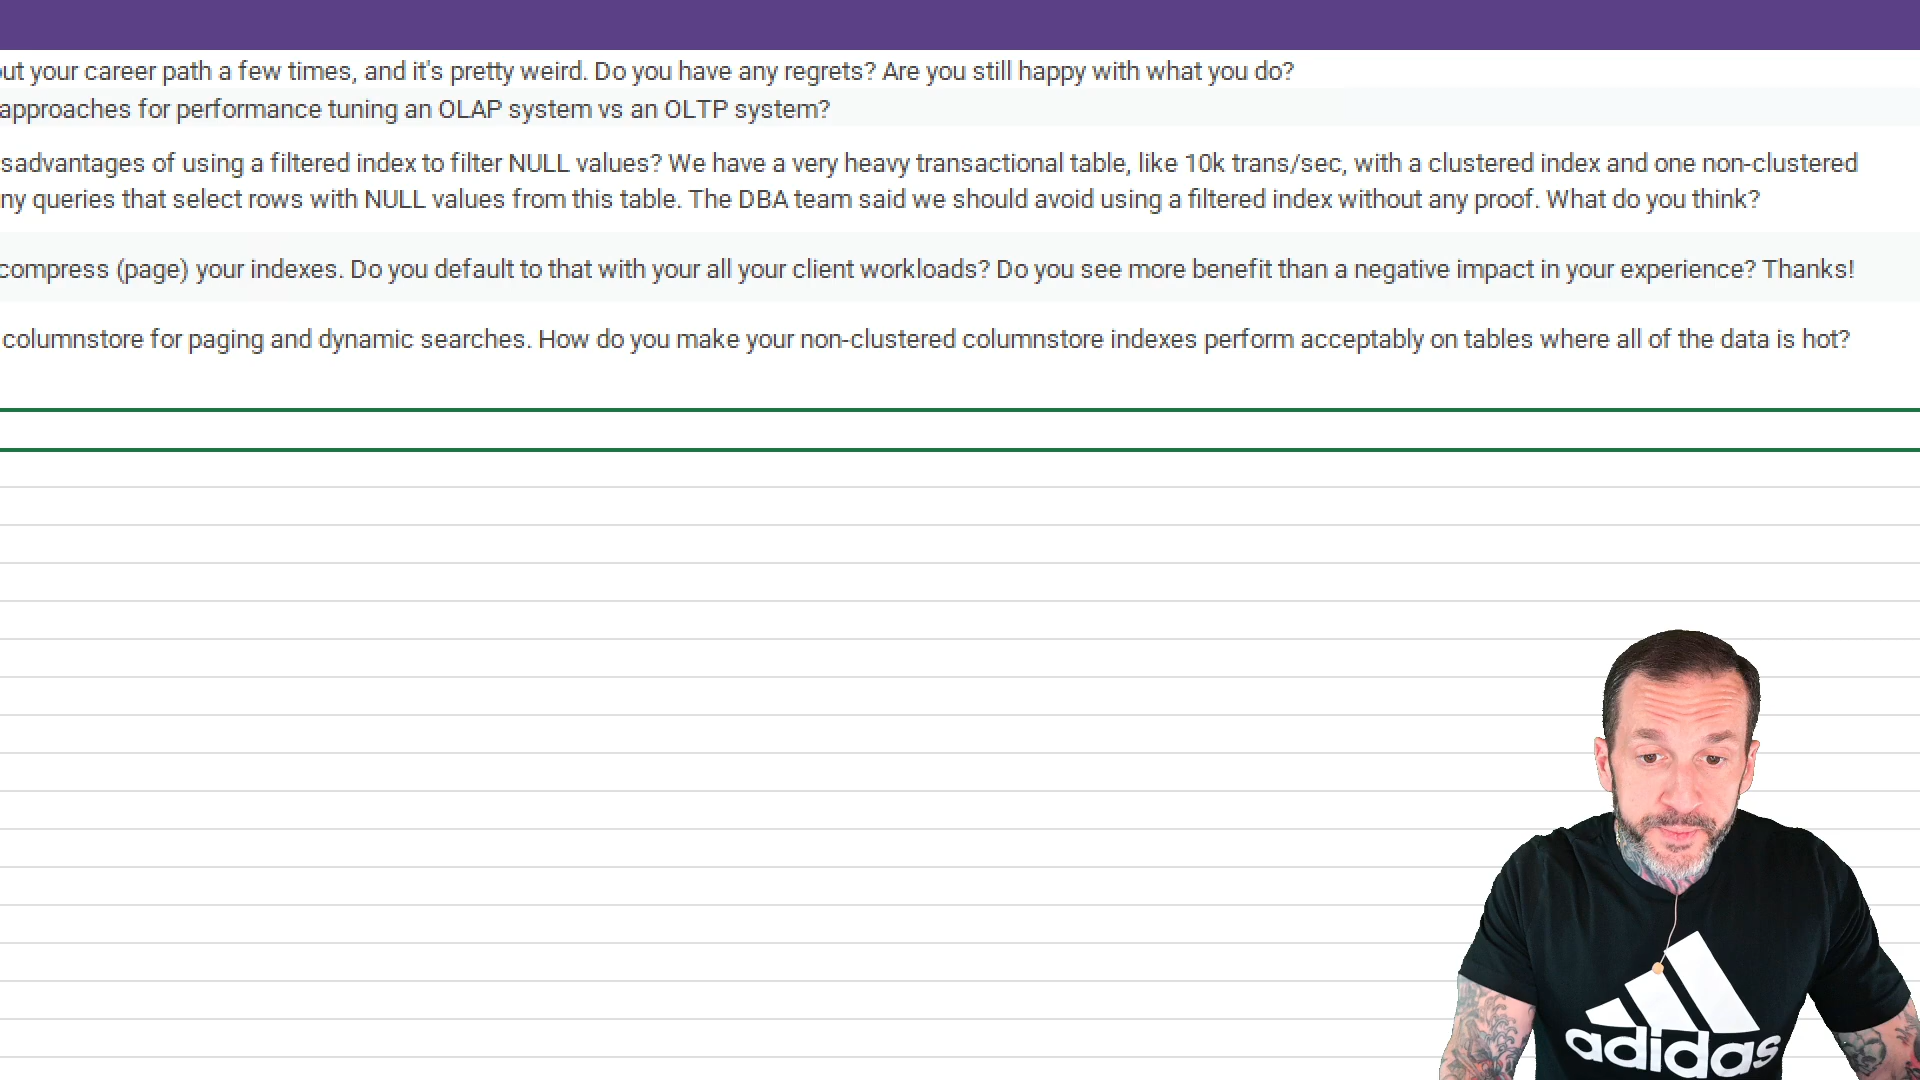 out your career path a few times, and it's pretty weird. Do you have any regrets? Are you still happy with what you do?
approaches for performance tuning an OLAP system vs an OLTP system?
sadvantages of using a filtered index to filter NULL values? We have a very heavy transactional table, like 10k trans/sec, with a clustered index and one non-clustered
ny queries that select rows with NULL values from this table. The DBA team said we should avoid using a filtered index without any proof. What do you think?
compress (page) your indexes. Do you default to that with your all your client workloads? Do you see more benefit than a negative impact in your experience? Thanks!
columnstore for paging and dynamic searches. How do you make your non-clustered columnstore indexes perform acceptably on tables where all of the data is hot?
adidas